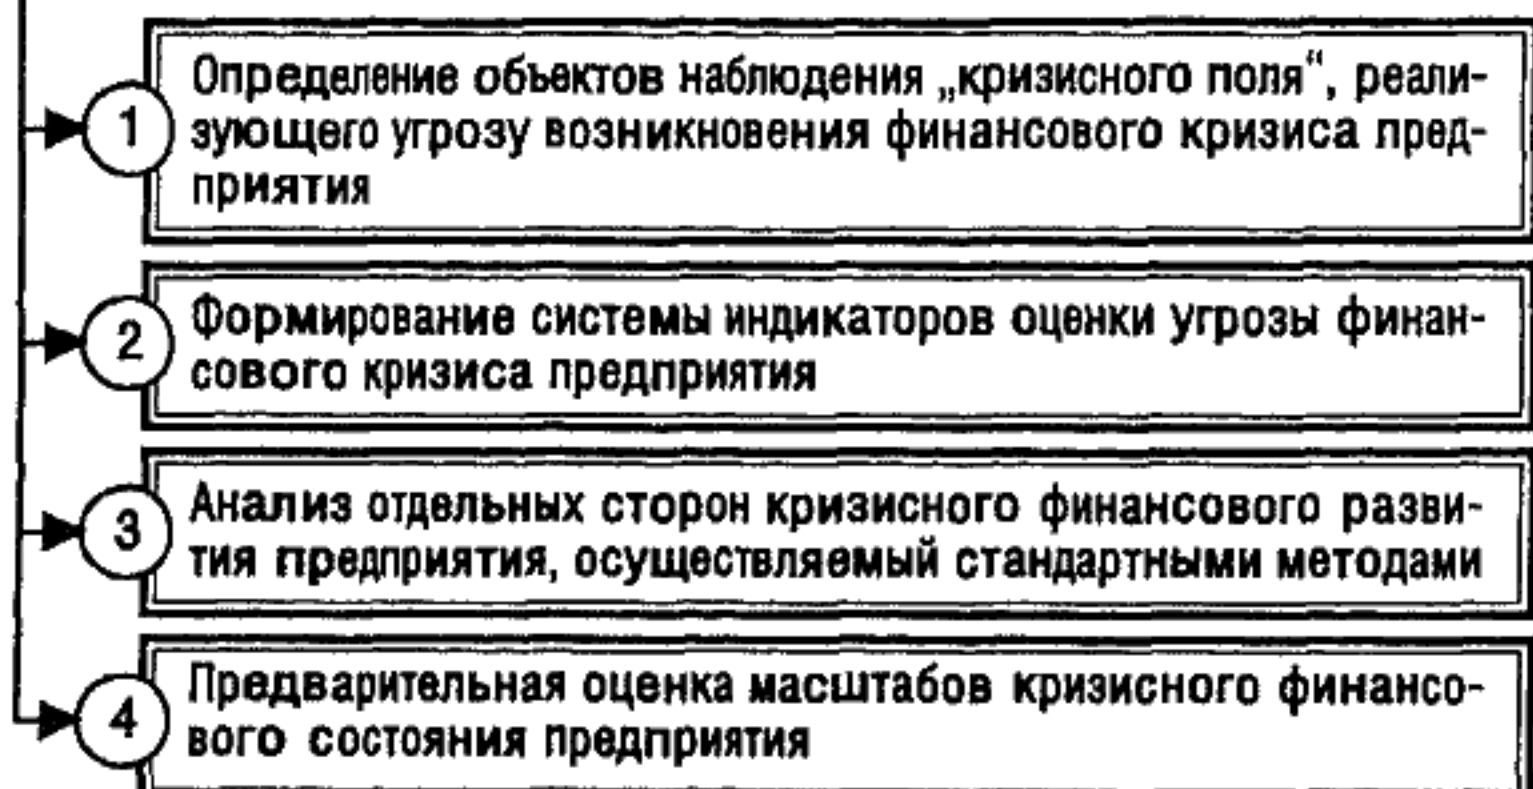 1
Определение объектов наблюдения „кризисного поля“, реали-
зующего угрозу возникновения финансового кризиса пред-
приятия
2
Формирование системы индикаторов оценки угрозы финан-
сового кризиса предприятия
3
Анализ отдельных сторон кризисного финансового разви-
тия предприятия, осуществляемый стандартными методами
4
Предварительная оценка масштабов кризисного финансо-
вого состояния предприятия